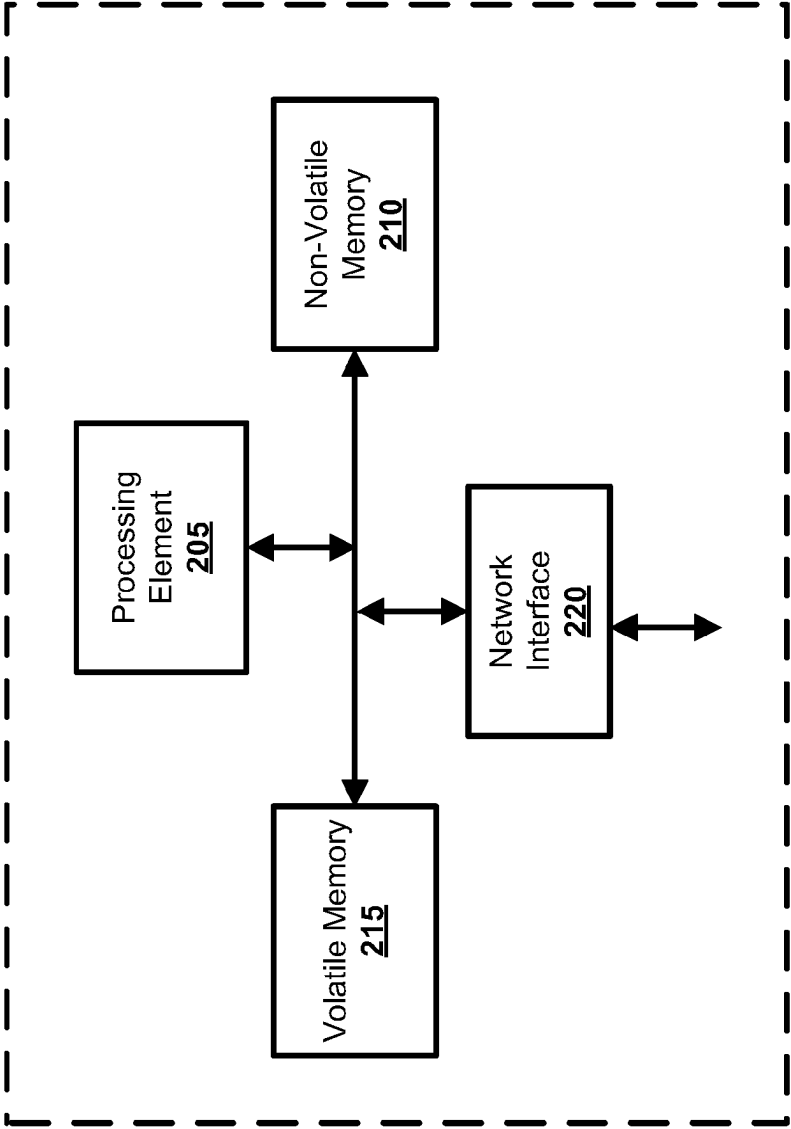 Processing
Element
205
Volatile Memory
215
Non-Volatile
Memory
210
Network
Interface
220